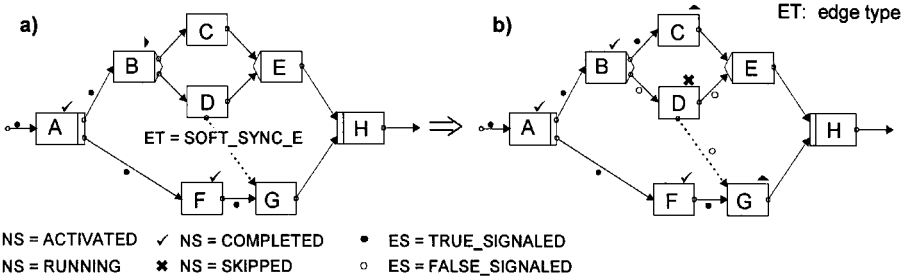 a)
b)
ET: edge type
A
B
C
D
E
F
G
H
ET = SOFT_SYNC_E
A
B
C
D
E
F
G
H
NS = ACTIVATED
NS = COMPLETED
ES = TRUE_SIGNALED
NS = RUNNING
NS = SKIPPED
ES = FALSE_SIGNALED